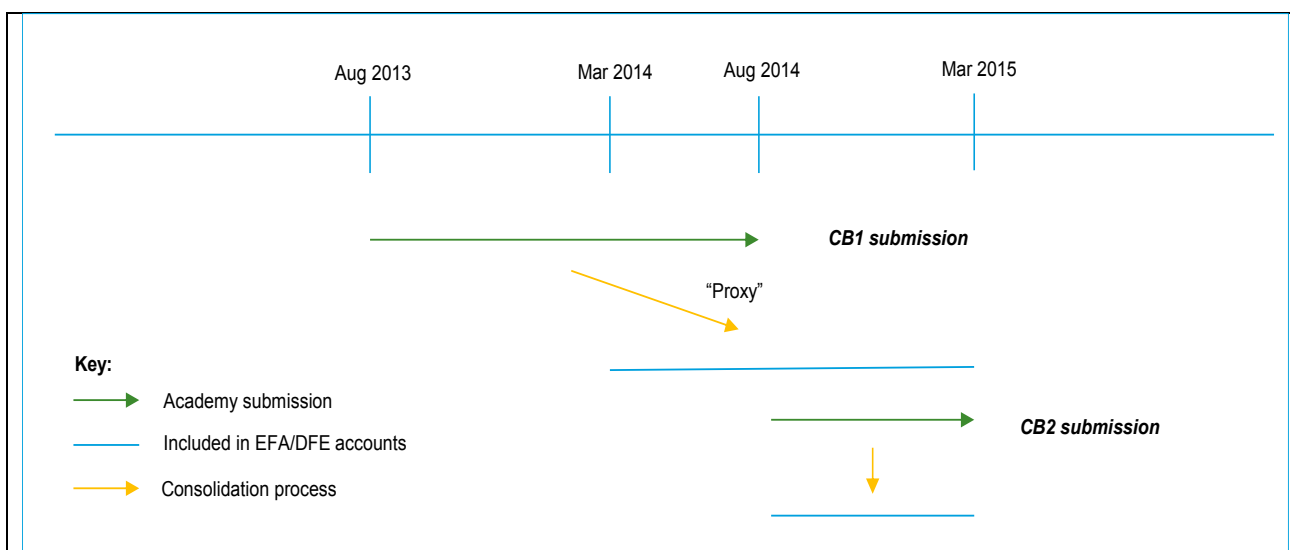 Aug 2013
Mar 2014
Aug 2014
Mar 2015
CB1 submission
“Proxy”
Key:
Academy submission
CB2 submission
Included in EFA/DFE accounts
Consolidation process